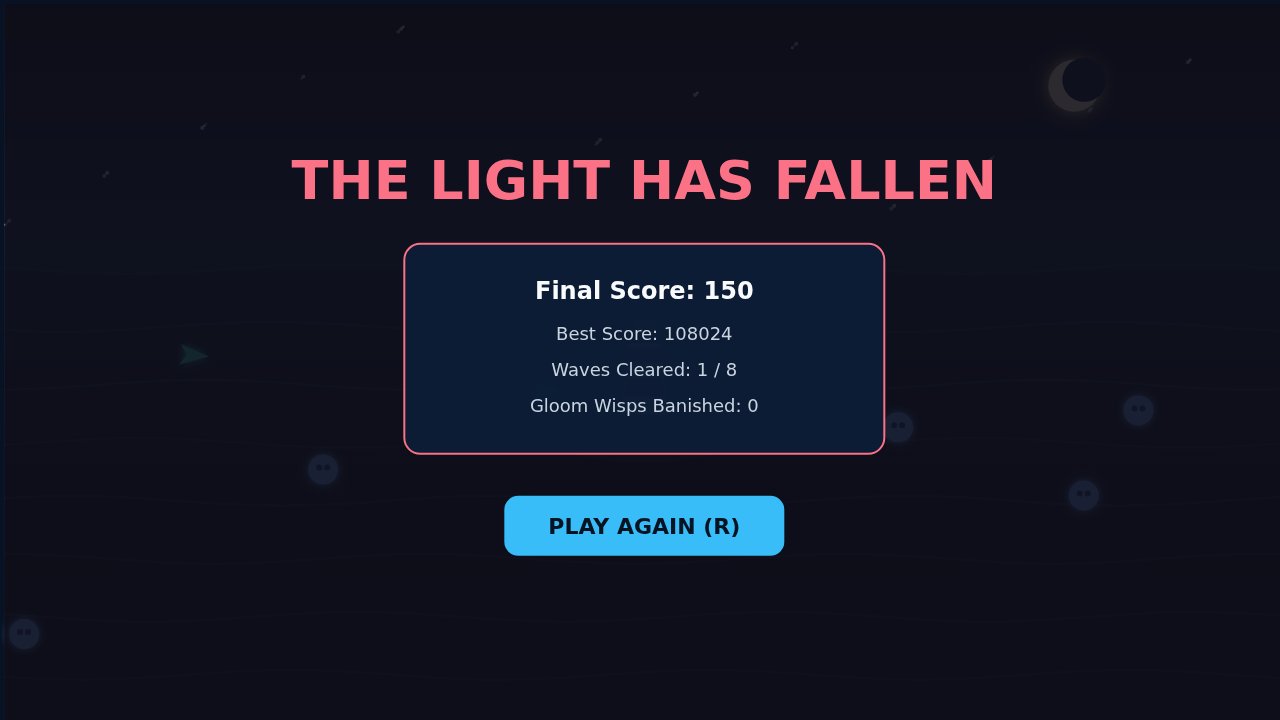 THE LIGHT HAS FALLEN
Final Score: 150
Best Score: 108024
Waves Cleared: 1 / 8
Gloom Wisps Banished: 0
PLAY AGAIN (R)